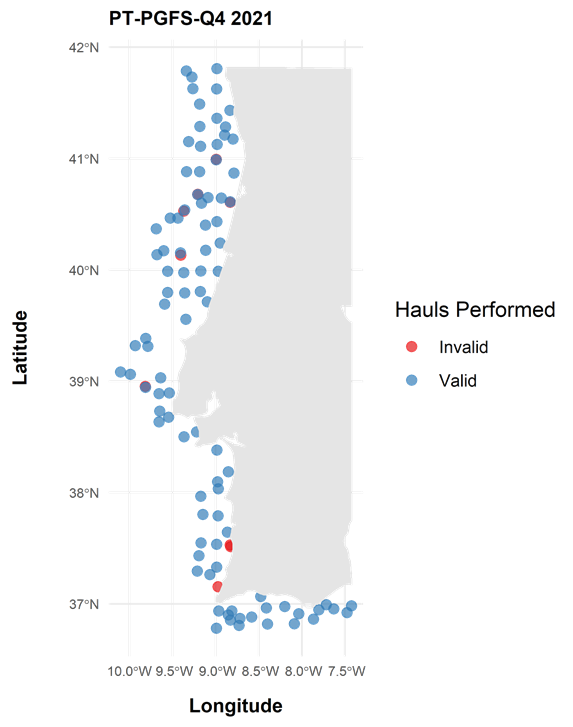 PT-PGFS-Q4 2021
42°N
41°N
40°N
39°N
38°N
37°N
10.0°W 9.5°W 9.0°W 8.5°W 8.0°W 7.5°W
Latitude
Longitude
Hauls Performed
Invalid
Valid